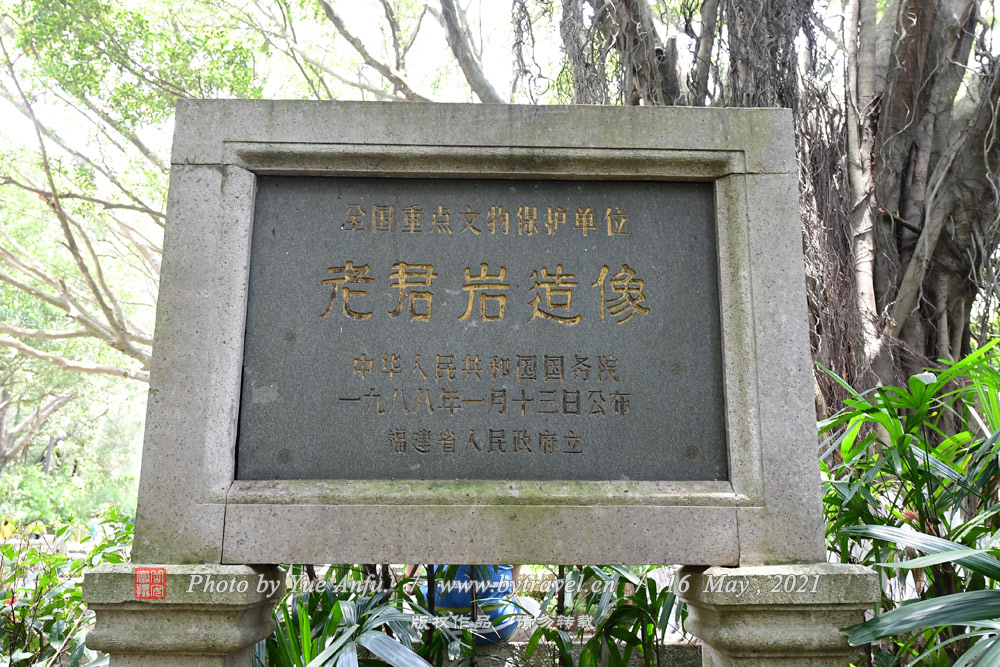 全国重点文物保护单位
老君岩造像
中华人民共和国国务院
一九八八年一月十三日公布
福建省人民政府立
Photo by Yue Anfu. / www.bytravel.cn 16 May , 2021
版权作品 请勿转载